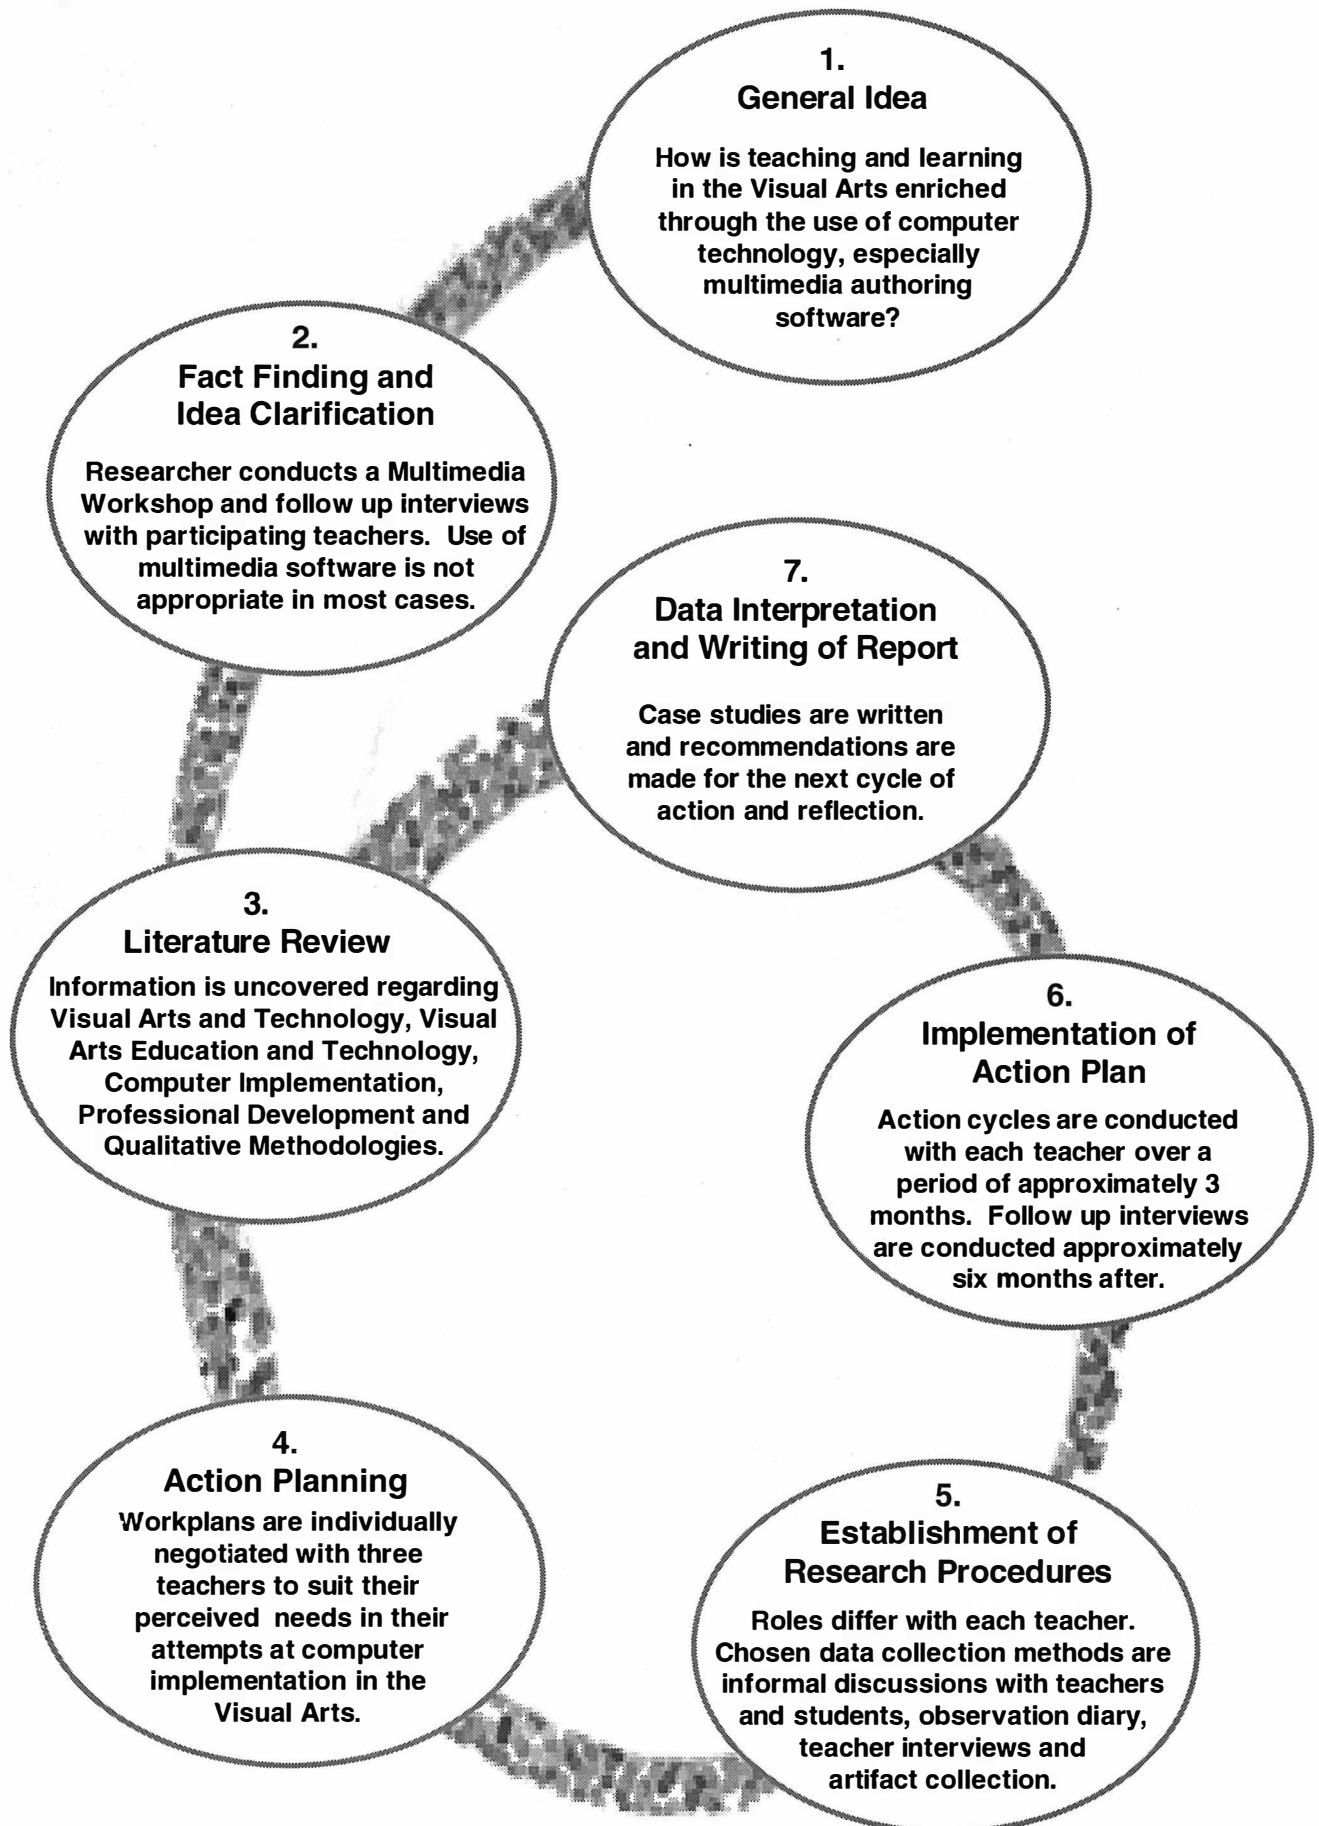 1.
General Idea
How is teaching and learning
in the Visual Arts enriched
through the use of computer
technology, especially
multimedia authoring
software?
2.
Fact Finding and
Idea Clarification
Researcher conducts a Multimedia
Workshop and follow up interviews
with participating teachers.  Use of
multimedia software is not
appropriate in most cases.
3.
Literature Review
Information is uncovered regarding
Visual Arts and Technology, Visual
Arts Education and Technology,
Computer Implementation,
Professional Development and
Qualitative Methodologies.
4.
Action Planning
Workplans are individually
negotiated with three
teachers to suit their
perceived  needs in their
attempts at computer
implementation in the
Visual Arts.
5.
Establishment of
Research Procedures
Roles differ with each teacher.
Chosen data collection methods are
informal discussions with teachers
and students, observation diary,
teacher interviews and
artifact collection.
6.
Implementation of
Action Plan
Action cycles are conducted
with each teacher over a
period of approximately 3
months.  Follow up interviews
are conducted approximately
six months after.
7.
Data Interpretation
and Writing of Report
Case studies are written
and recommendations are
made for the next cycle of
action and reflection.